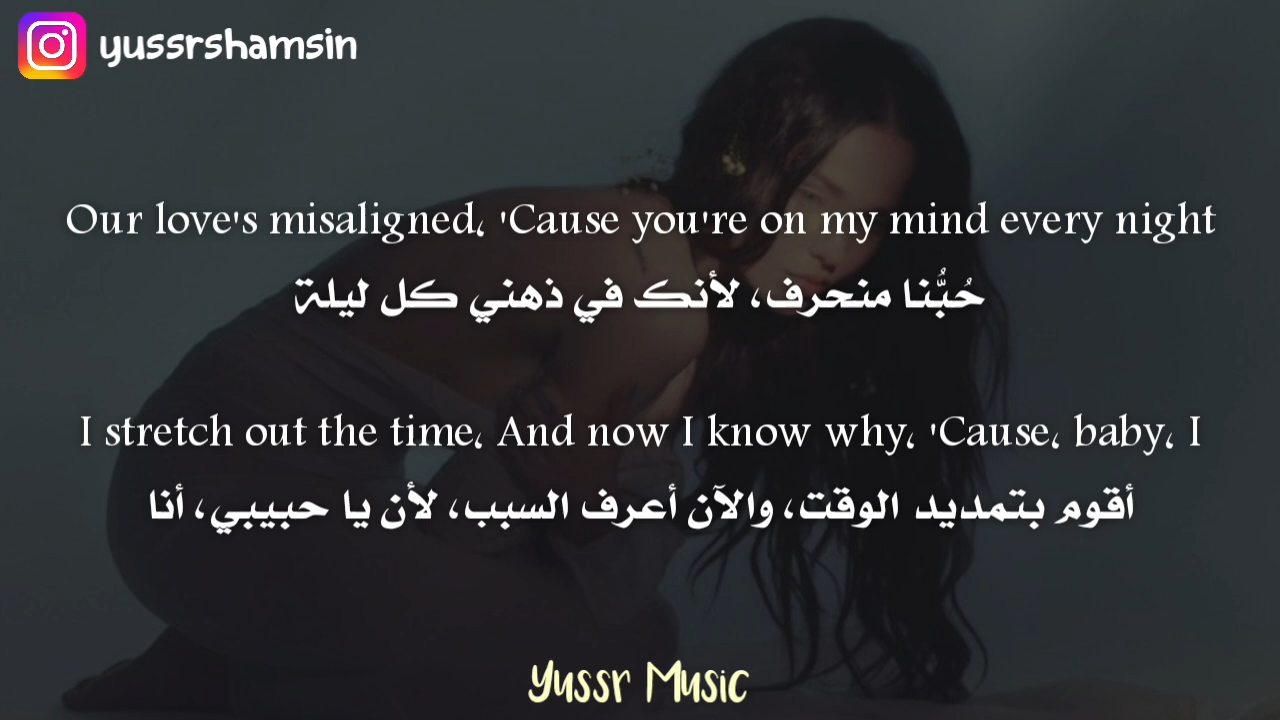 yussrshamsin
Our love's misaligned، 'Cause you're on my mind every night
حُبُّنا منحرف، لأنك في ذهني كل ليلة
I stretch out the time، And now I know why، 'Cause، baby، I
أقوم بتمديد الوقت، والآن أعرف السبب، لأن يا حبيبي، أنا
Yussr Music